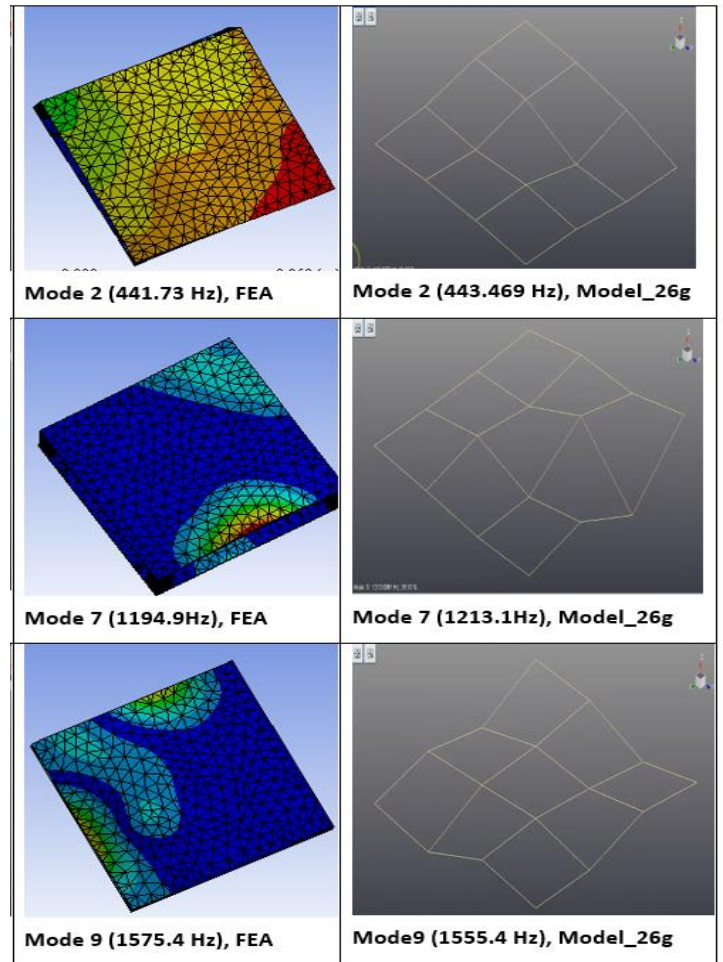 Mode 2 (441.73 Hz), FEA
Mode 2 (443.469 Hz), Model_26g
Mode 7 (1194.9Hz), FEA
Mode 7 (1213.1Hz), Model_26g
Mode 9 (1575.4 Hz), FEA
Mode9 (1555.4 Hz), Model_26g